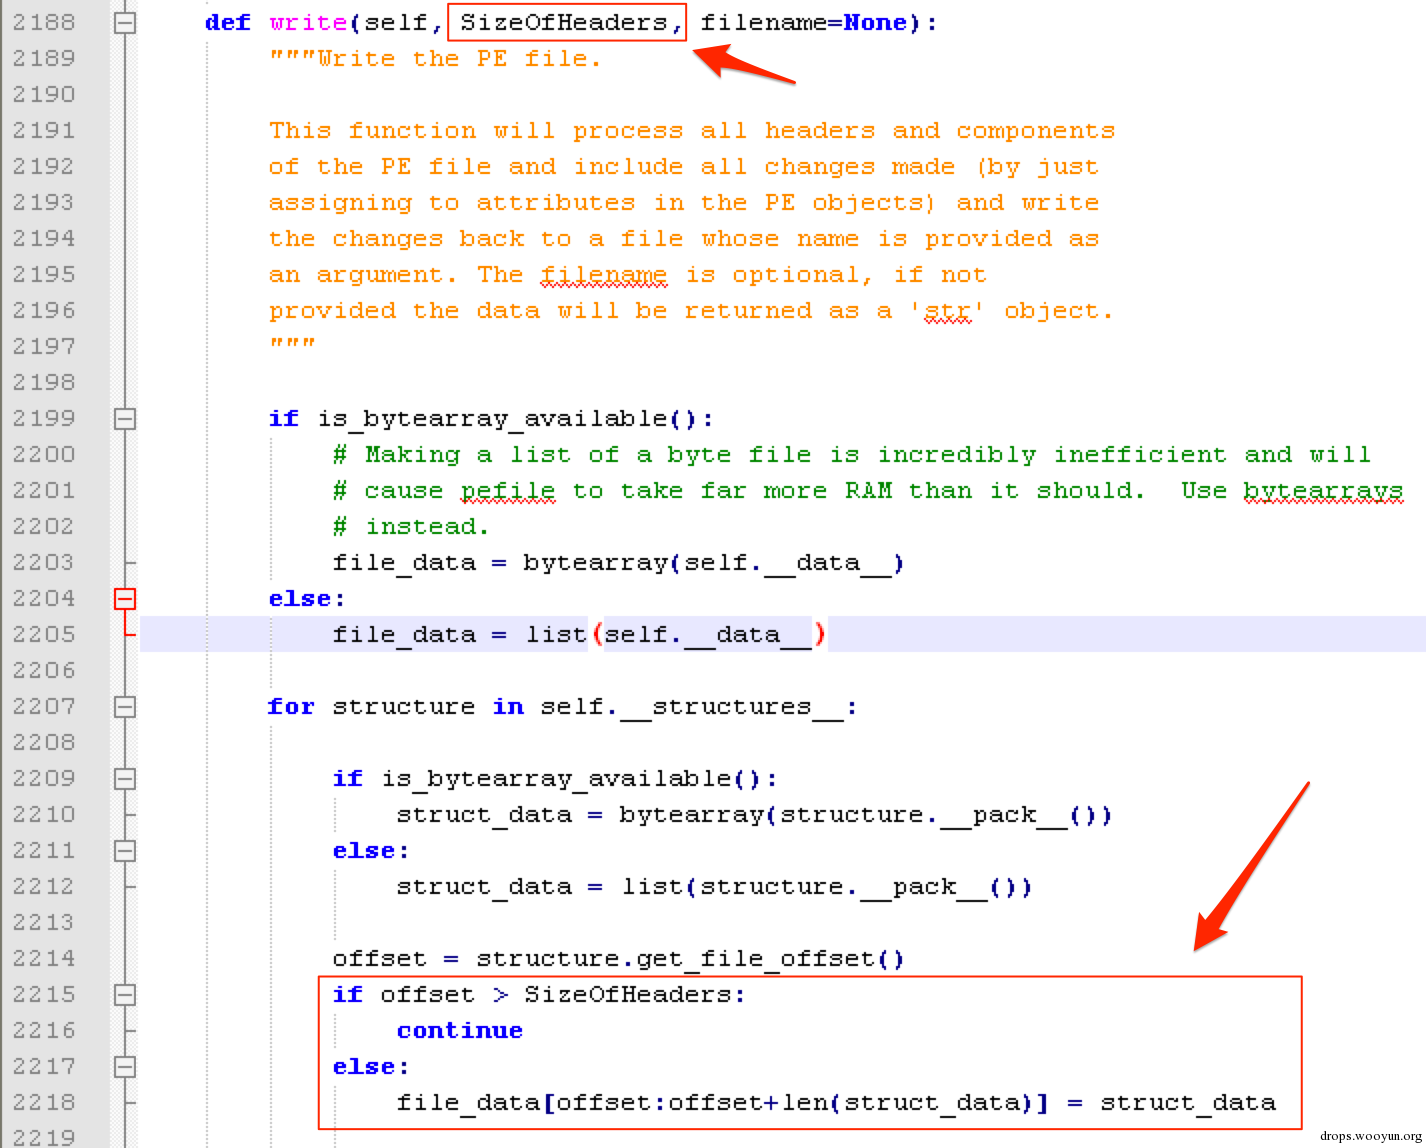 2188 def write(self, SizeOfHeaders, filename=None):
2189 """Write the PE file.
2190
2191 This function will process all headers and components
2192 of the PE file and include all changes made (by just
2193 assigning to attributes in the PE objects) and write
2194 the changes back to a file whose name is provided as
2195 an argument. The filename is optional, if not
2196 provided the data will be returned as a 'str' object.
2197 """
2198
2199 if is_bytearray_available():
2200 # Making a list of a byte file is incredibly inefficient and will
2201 # cause pefile to take far more RAM than it should.  Use bytearrays
2202 # instead.
2203 file_data = bytearray(self.__data__)
2204 else:
2205 file_data = list(self.__data__)
2206
2207 for structure in self.__structures__:
2208
2209 if is_bytearray_available():
2210 struct_data = bytearray(structure.__pack__())
2211 else:
2212 struct_data = list(structure.__pack__())
2213
2214 offset = structure.get_file_offset()
2215 if offset > SizeOfHeaders:
2216 continue
2217 else:
2218 file_data[offset:offset+len(struct_data)] = struct_data
2219
drops.wooyun.org